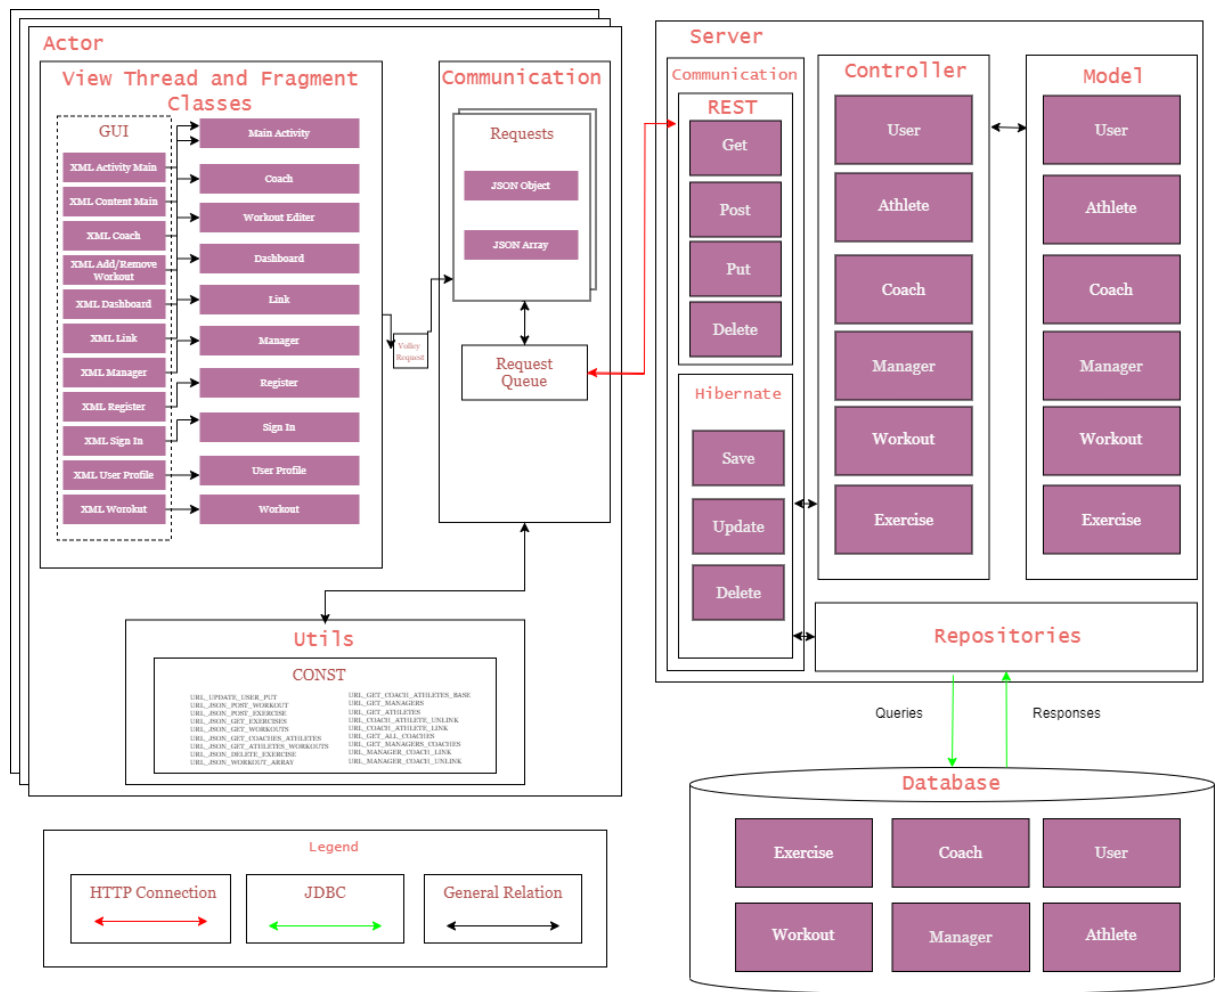 Actor
View Thread and Fragment
Classes
GUI
XML Activity Main
XML Content Main
XML Coach
XML Add/Remove
Workout
XML Dashboard
XML Link
XML Manager
XML Register
XML Sign In
XML User Profile
XML Worokut
Main Activity
Coach
Workout Editer
Dashboard
Link
Manager
Register
Sign In
User Profile
Workout
Volley
Request
Communication
Requests
JSON Object
JSON Array
Request
Queue
Utils
CONST
URL_UPDATE_USER_PUT
URL_JSON_POST_WORKOUT
URL_JSON_POST_EXERCISE
URL_JSON_GET_EXERCISES
URL_JSON_GET_WORKOUTS
URL_JSON_GET_COACHES_ATHLETES
URL_JSON_GET_ATHLETES_WORKOUTS
URL_JSON_DELETE_EXERCISE
URL_JSON_WORKOUT_ARRAY
URL_GET_COACH_ATHLETES_BASE
URL_GET_MANAGERS
URL_GET_ATHLETES
URL_COACH_ATHLETE_UNLINK
URL_COACH_ATHLETE_LINK
URL_GET_ALL_COACHES
URL_GET_MANAGERS_COACHES
URL_MANAGER_COACH_LINK
URL_MANAGER_COACH_UNLINK
Server
Communication
REST
Get
Post
Put
Delete
Hibernate
Save
Update
Delete
Controller
User
Athlete
Coach
Manager
Workout
Exercise
Model
User
Athlete
Coach
Manager
Workout
Exercise
Repositories
Queries
Responses
Database
Exercise
Coach
User
Workout
Manager
Athlete
Legend
HTTP Connection
JDBC
General Relation